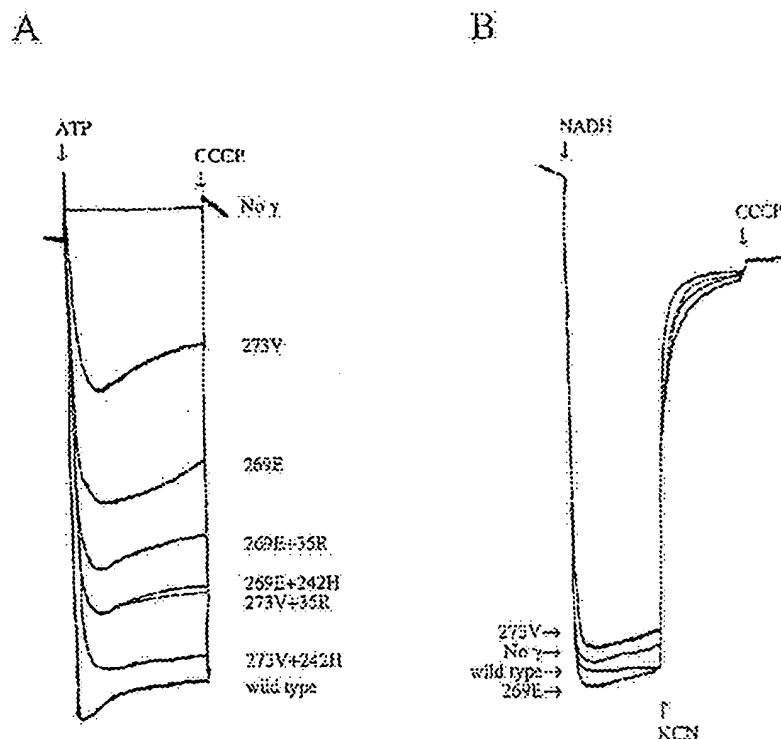 A
ATP
↓
CCCP
↓
No γ
273V
269E
269E+35R
269E+242H
273V+35R
273V+242H
wild type
B
NADH
↓
CCCP
↓
273V→
No γ→
wild type→
269E→
↑
KCN